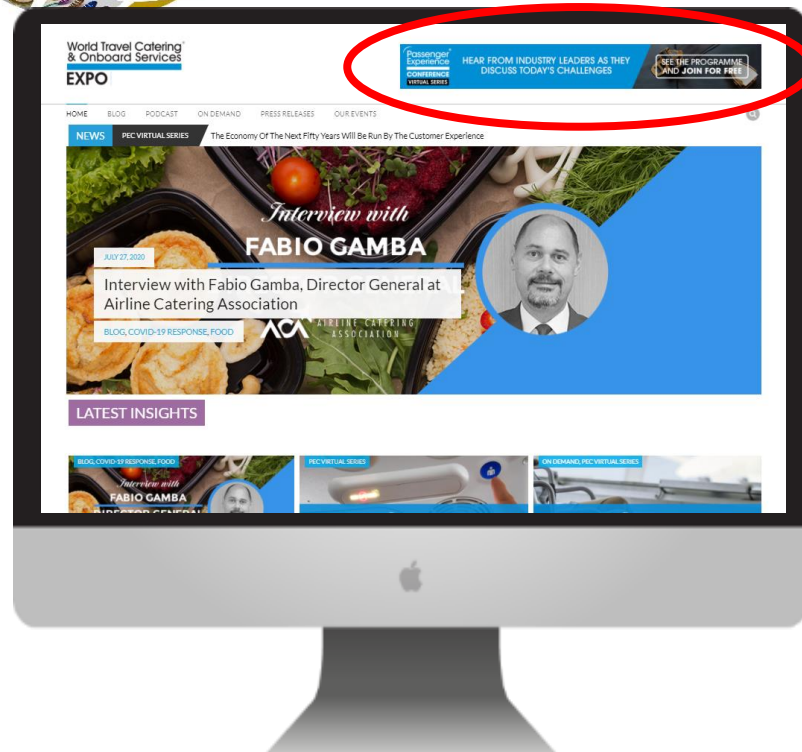 World Travel Catering
& Onboard Services
EXPO
Passenger
Experience
CONFERENCE
VIRTUAL SERIES
HEAR FROM INDUSTRY LEADERS AS THEY
DISCUSS TODAY'S CHALLENGES
SEE THE PROGRAMME
AND JOIN FOR FREE
HOME BLOG PODCAST ON DEMAND PRESS RELEASES OUR EVENTS
NEWS PEC VIRTUAL SERIES The Economy Of The Next Fifty Years Will Be Run By The Customer Experience
Interview with
FABIO GAMBA
JULY 27, 2020
Interview with Fabio Gamba, Director General at
Airline Catering Association
BLOG, COVID-19 RESPONSE, FOOD
ACA AIRLINE CATERING
ASSOCIATION
LATEST INSIGHTS
BLOG, COVID-19 RESPONSE, FOOD
Interview with
FABIO GAMBA
DIRECTOR GENERAL
PEC VIRTUAL SERIES
ON DEMAND, PEC VIRTUAL SERIES